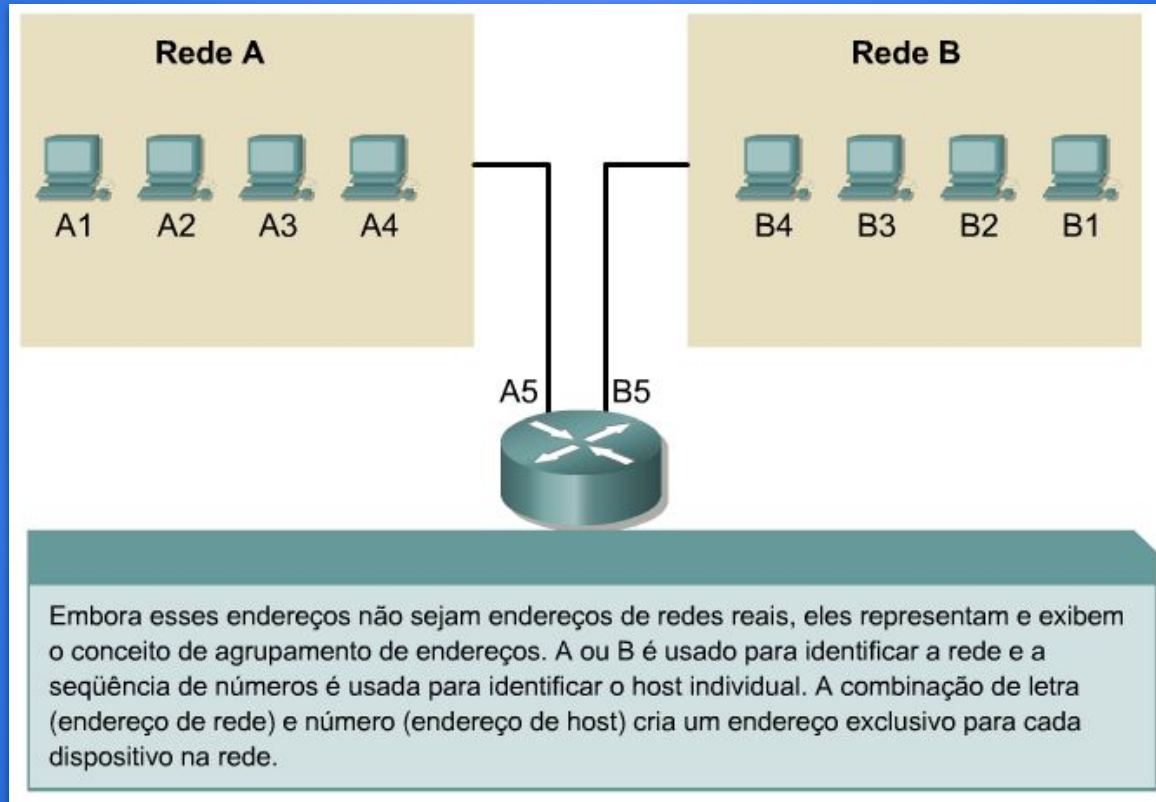 Rede A
Rede B
A1 A2 A3 A4
B4 B3 B2 B1
A5 B5
Embora esses endereços não sejam endereços de redes reais, eles representam e exibem
o conceito de agrupamento de endereços. A ou B é usado para identificar a rede e a
seqüência de números é usada para identificar o host individual. A combinação de letra
(endereço de rede) e número (endereço de host) cria um endereço exclusivo para cada
dispositivo na rede.